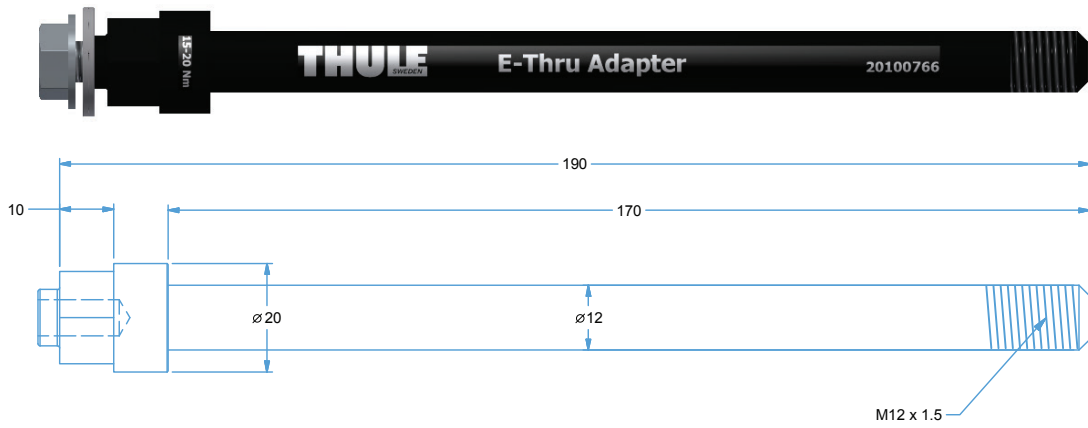 15-20 Nm
THULE
SWEDEN
E-Thru Adapter
20100766
190
10
170
⌀20
⌀12
M12 x 1.5